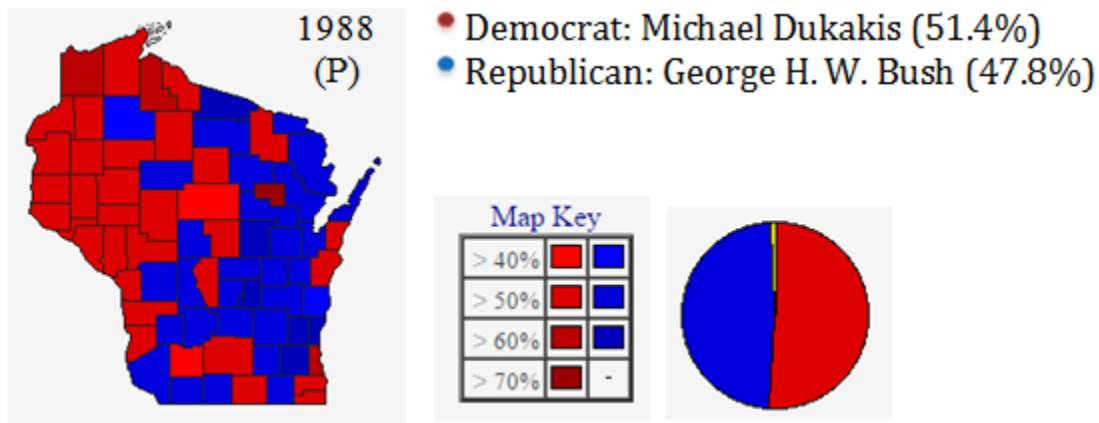 1988
(P)
Democrat: Michael Dukakis (51.4%)
Republican: George H. W. Bush (47.8%)
Map Key
> 40%
> 50%
> 60%
> 70% -